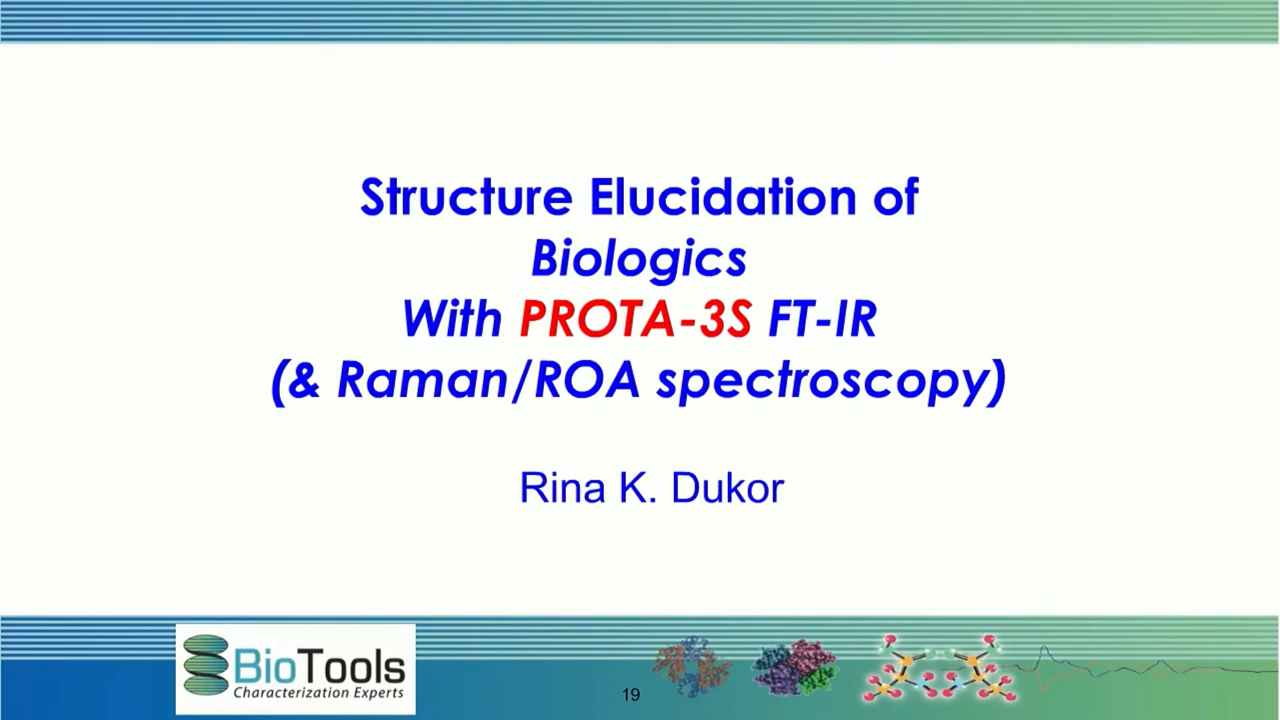 Structure Elucidation of
Biologics
With PROTA-3S FT-IR
(& Raman/ROA spectroscopy)
Rina K. Dukor
BioTools
Characterization Experts
19